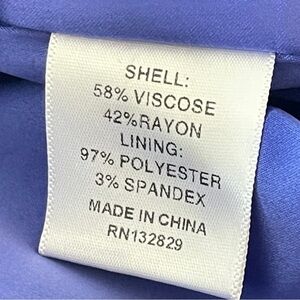 SHELL:
58% VISCOSE
42%RAYON
LINING:
97% POLYESTER
3% SPANDEX
MADE IN CHINA
RN132829